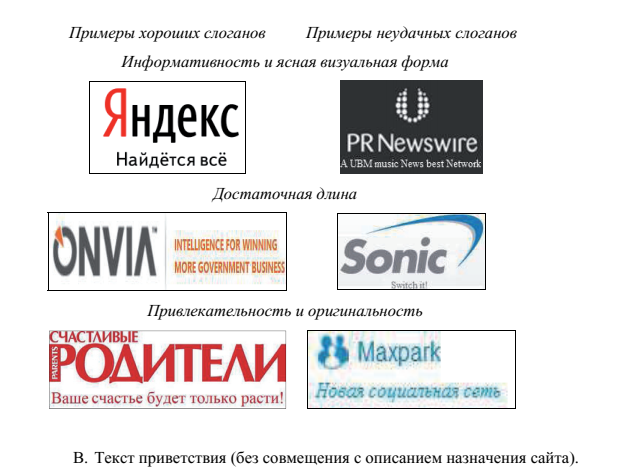 Примеры хороших слоганов Примеры неудачных слоганов
Информативность и ясная визуальная форма
Яндекс
Найдётся всё
PR Newswire
A UBM music News best Network
Достаточная длина
ONVIA™
INTELLIGENCE FOR WINNING
MORE GOVERNMENT BUSINESS
Sonic
Switch it!
Привлекательность и оригинальность
СЧАСТЛИВЫЕ
PARENTS
РОДИТЕЛИ
Ваше счастье будет только расти!
Maxpark
Новая социальная сеть
В. Текст приветствия (без совмещения с описанием назначения сайта).